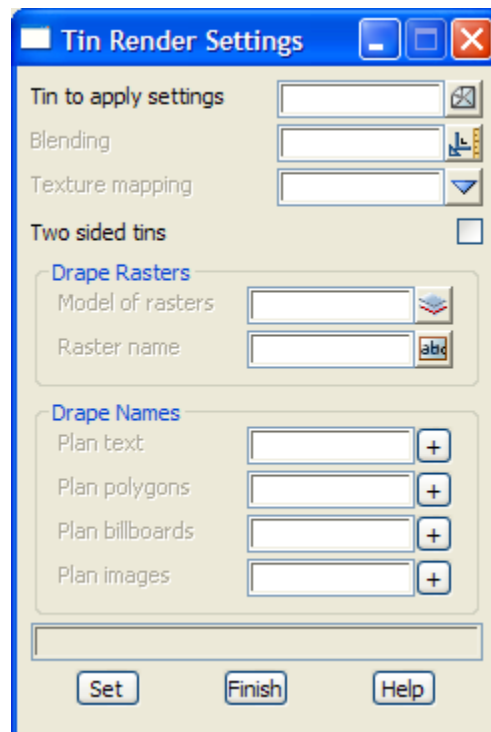 Tin Render Settings
Tin to apply settings
Blending
Texture mapping
Two sided tins
Drape Rasters
Model of rasters
Raster name
abc
Drape Names
Plan text
+
Plan polygons
+
Plan billboards
+
Plan images
+
Set Finish Help